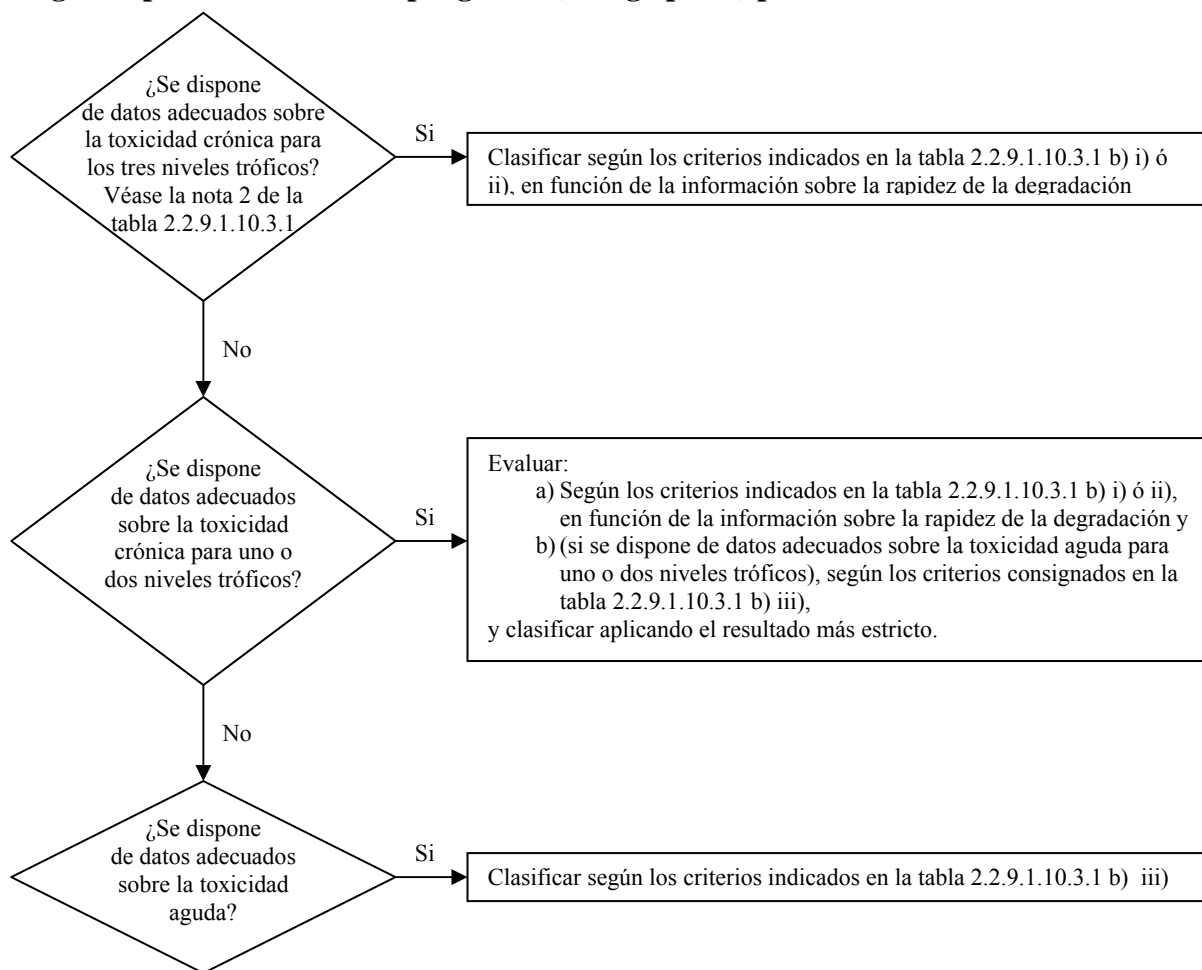 ¿Se dispone
de datos adecuados sobre
la toxicidad crónica para
los tres niveles tróficos?
Véase la nota 2 de la
tabla 2.2.9.1.10.3.1
Si
Clasificar según los criterios indicados en la tabla 2.2.9.1.10.3.1 b) i) ó
ii), en función de la información sobre la rapidez de la degradación
No
¿Se dispone
de datos adecuados
sobre la toxicidad
crónica para uno o
dos niveles tróficos?
Si
Evaluar:
a) Según los criterios indicados en la tabla 2.2.9.1.10.3.1 b) i) ó ii),
en función de la información sobre la rapidez de la degradación y
b) (si se dispone de datos adecuados sobre la toxicidad aguda para
uno o dos niveles tróficos), según los criterios consignados en la
tabla 2.2.9.1.10.3.1 b) iii),
y clasificar aplicando el resultado más estricto.
No
¿Se dispone
de datos adecuados
sobre la toxicidad
aguda?
Si
Clasificar según los criterios indicados en la tabla 2.2.9.1.10.3.1 b) iii)